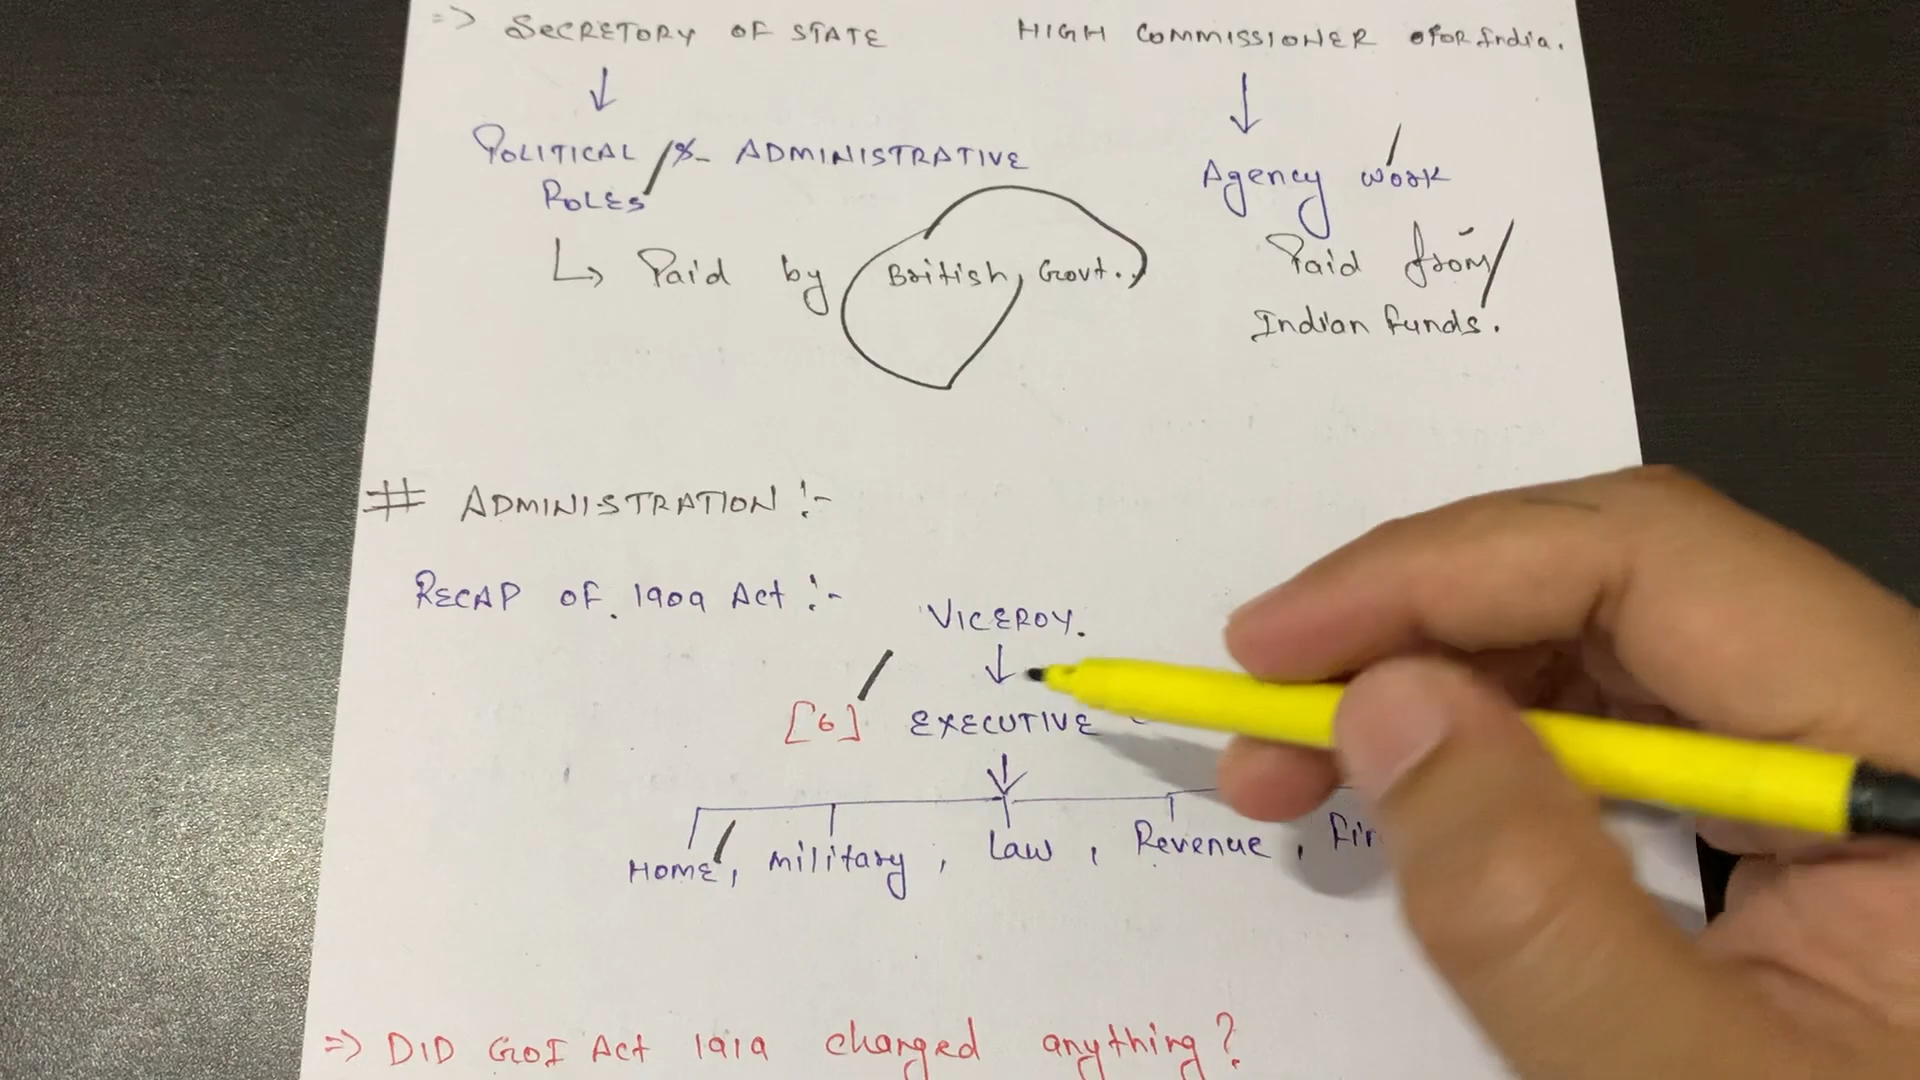 => SECRETORY OF STATE HIGH COMMISSIONER FOR India.
↓ ↓
POLITICAL & ADMINISTRATIVE Agency work
ROLES
↳ Paid by British Govt. Paid from
Indian funds.
# ADMINISTRATION :-
RECAP OF 1909 Act :- VICEROY.
↓
[6] EXECUTIVE
↓
HOME, military, Law, Revenue,
=> DID GOI Act 1919 changed anything?